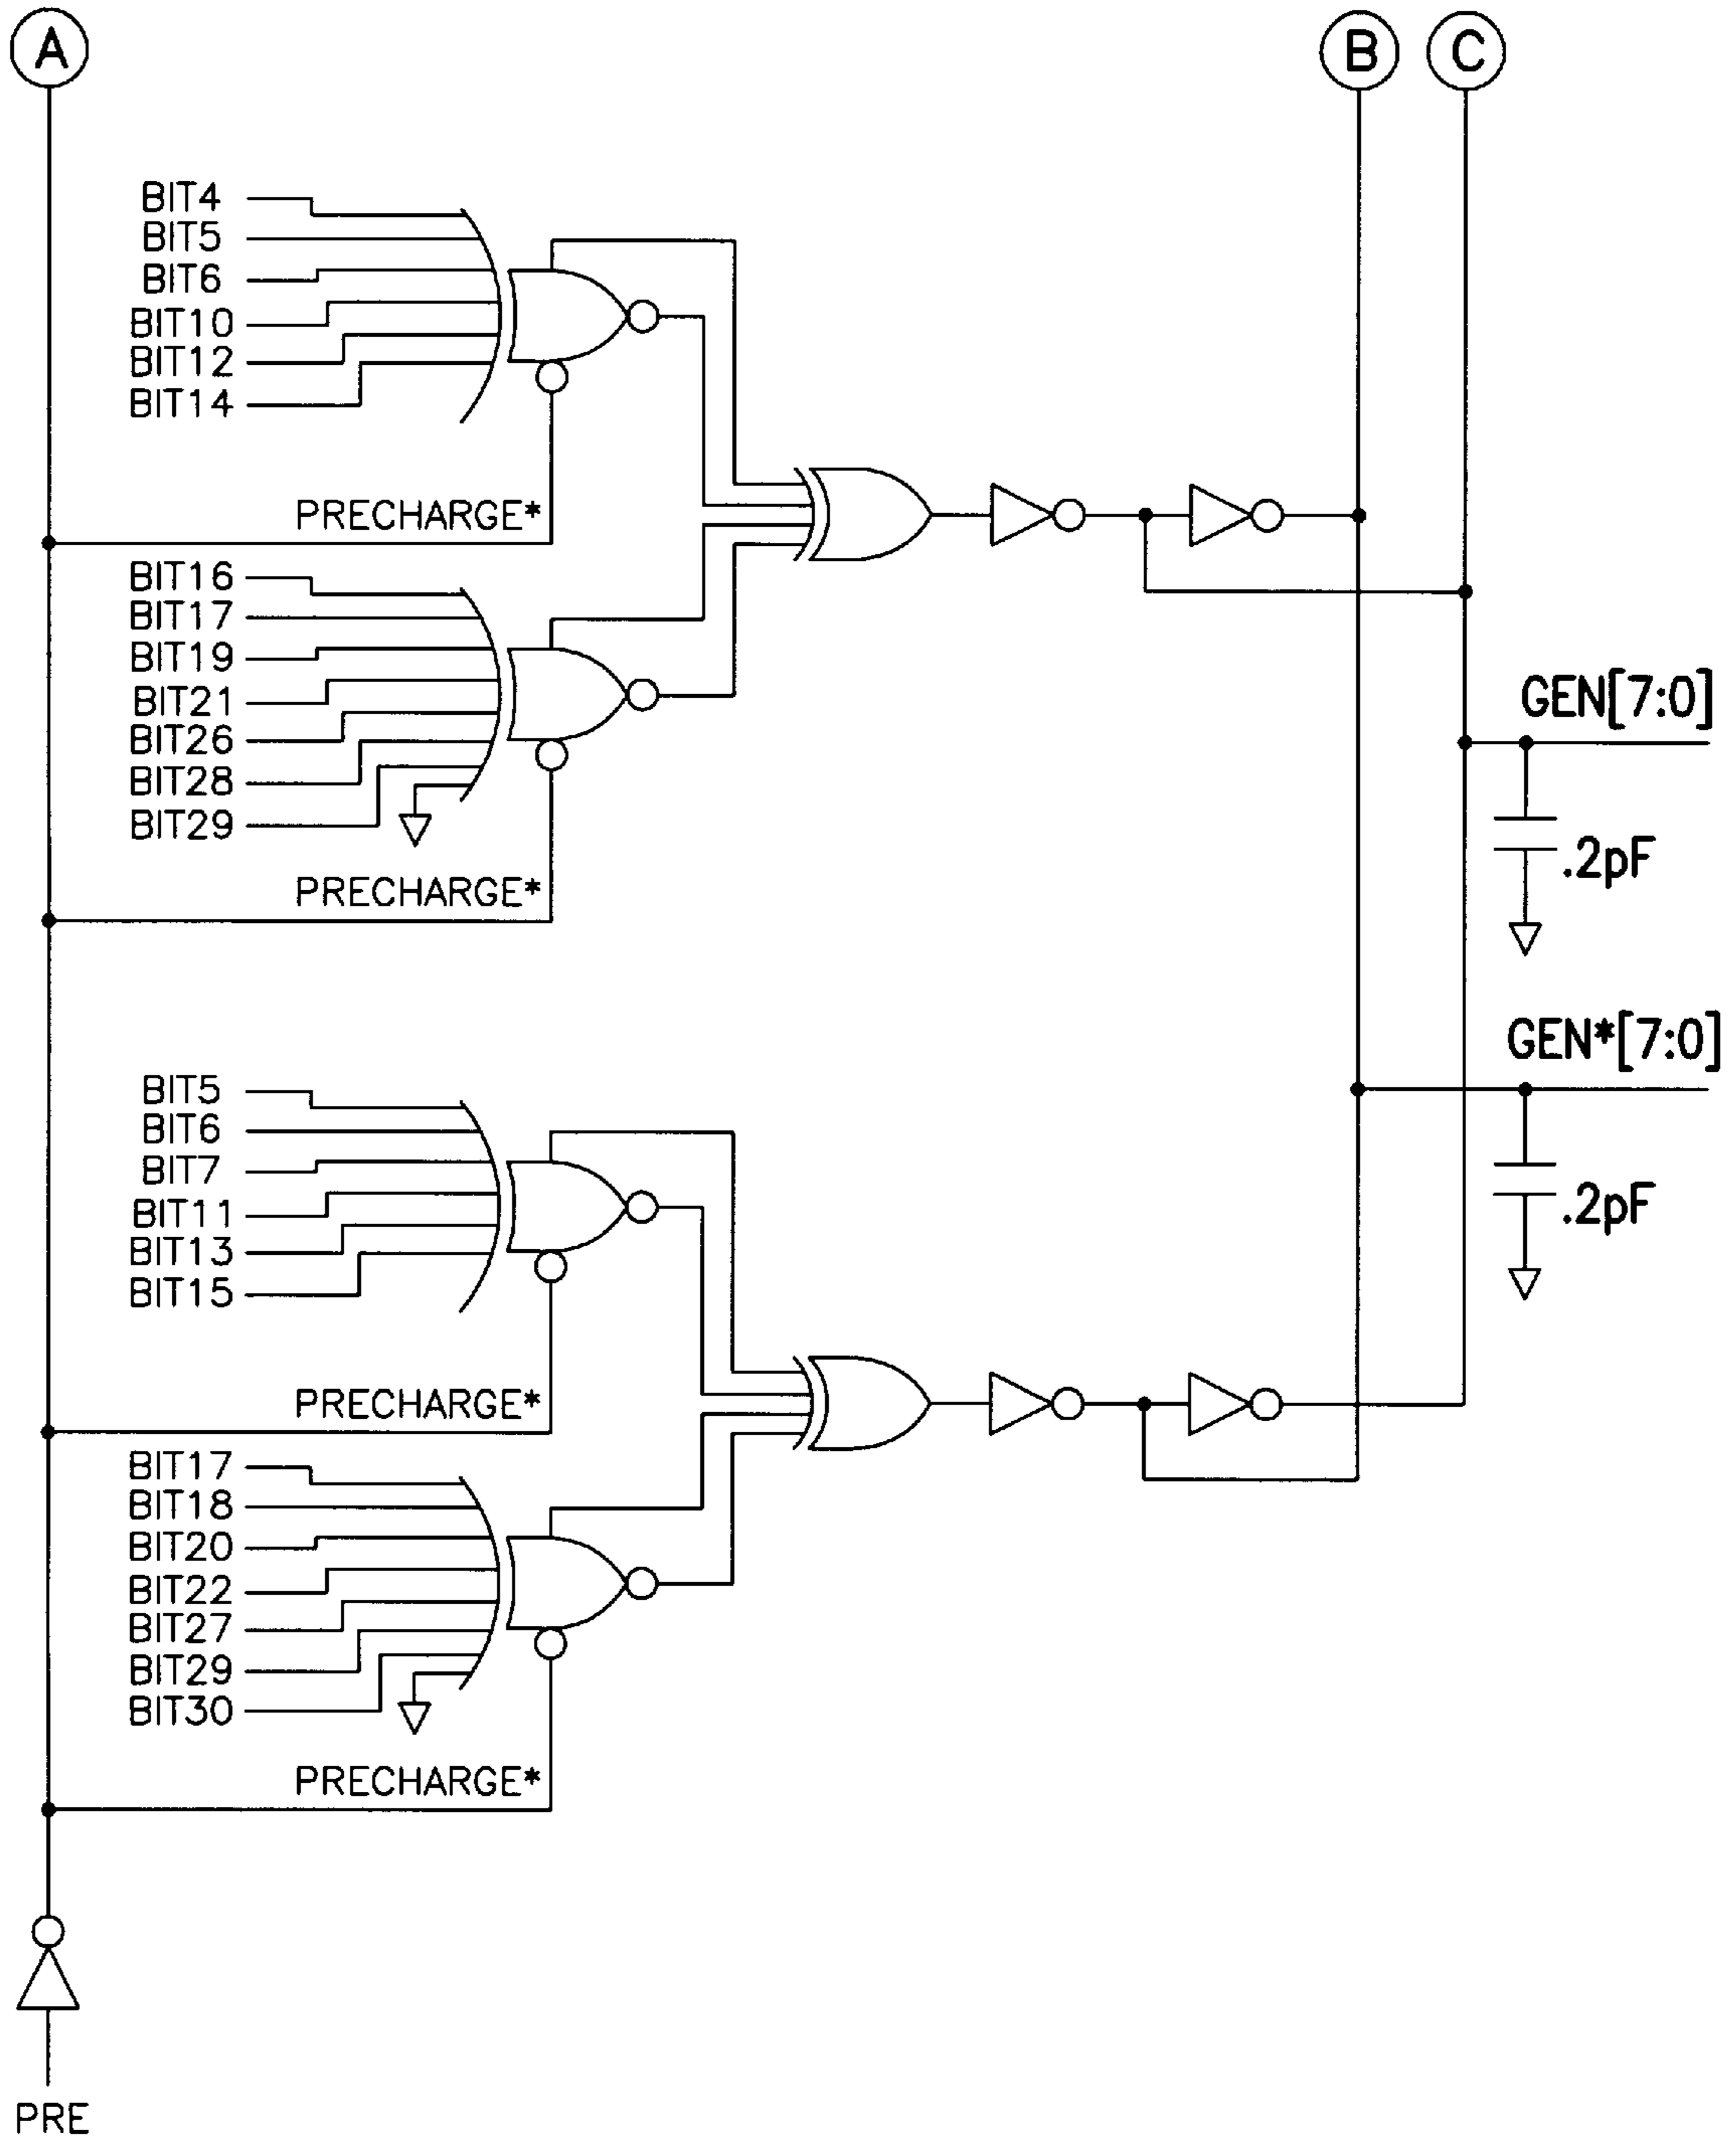 A
B
C
BIT4
BIT5
BIT6
BIT10
BIT12
BIT14
PRECHARGE*
BIT16
BIT17
BIT19
BIT21
BIT26
BIT28
BIT29
PRECHARGE*
GEN[7:0]
.2pF
GEN*[7:0]
.2pF
BIT5
BIT6
BIT7
BIT11
BIT13
BIT15
PRECHARGE*
BIT17
BIT18
BIT20
BIT22
BIT27
BIT29
BIT30
PRECHARGE*
PRE